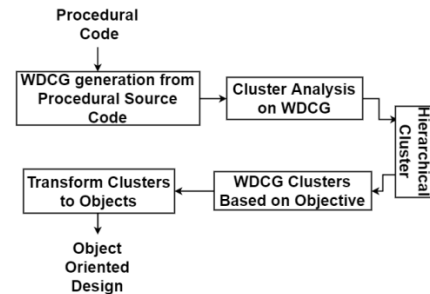 Procedural
Code
WDCG generation from
Procedural Source
Code
Cluster Analysis
on WDCG
Hierhical
Cluster
WDCG Clusters
Based on Objective
Transform Clusters
to Objects
Object
Oriented
Design